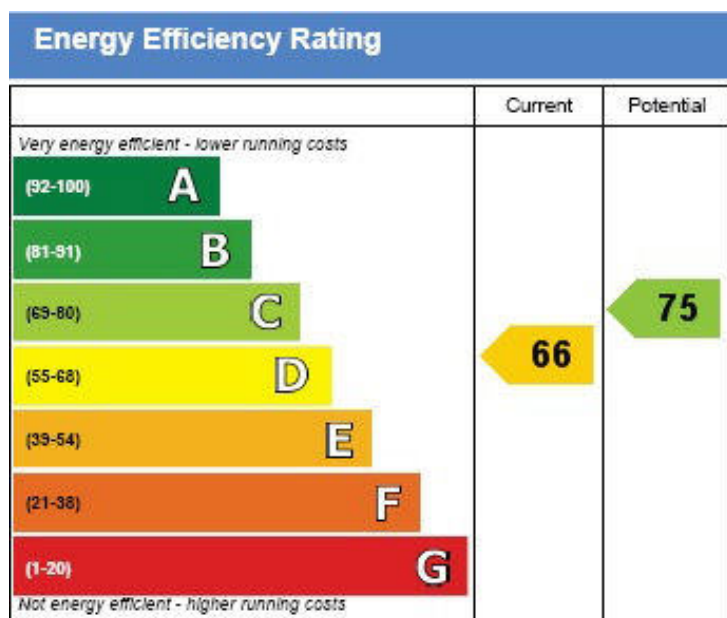 Energy Efficiency Rating
Current Potential
Very energy efficient - lower running costs
(92-100) A
(81-91) B
(69-80) C
75
(55-68) D
66
(39-54) E
(21-38) F
(1-20) G
Not energy efficient - higher running costs